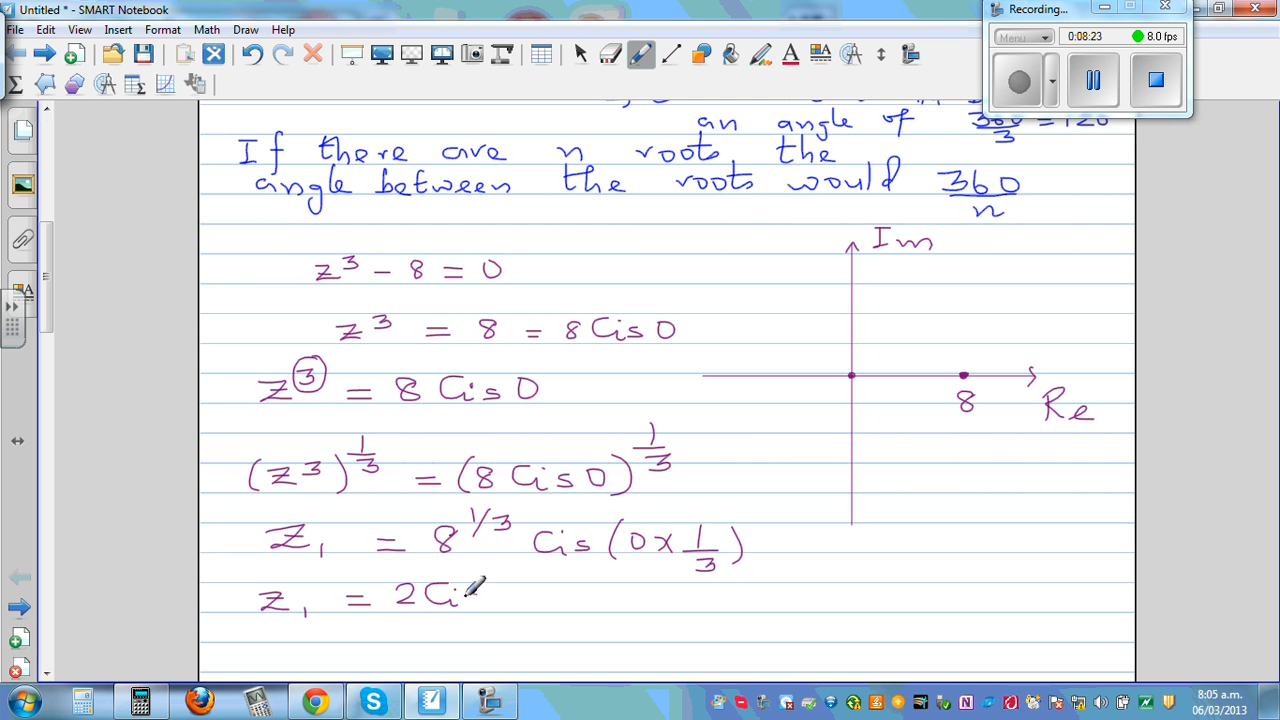 Untitled * - SMART Notebook
Recording...
File Edit View Insert Format Math Draw Help
Menu 0:08:23 8.0 fps
an angle of 360/3 = 120
If there are n roots, the
angle between the roots would 360/n
Im
z³ - 8 = 0
z³ = 8 = 8 Cis 0
z³ = 8 Cis 0
8 Re
(z³)^1/3 = (8 Cis 0)^1/3
z₁ = 8^1/3 Cis(0 x 1/3)
z₁ = 2 Ci
8:05 a.m.
06/03/2013